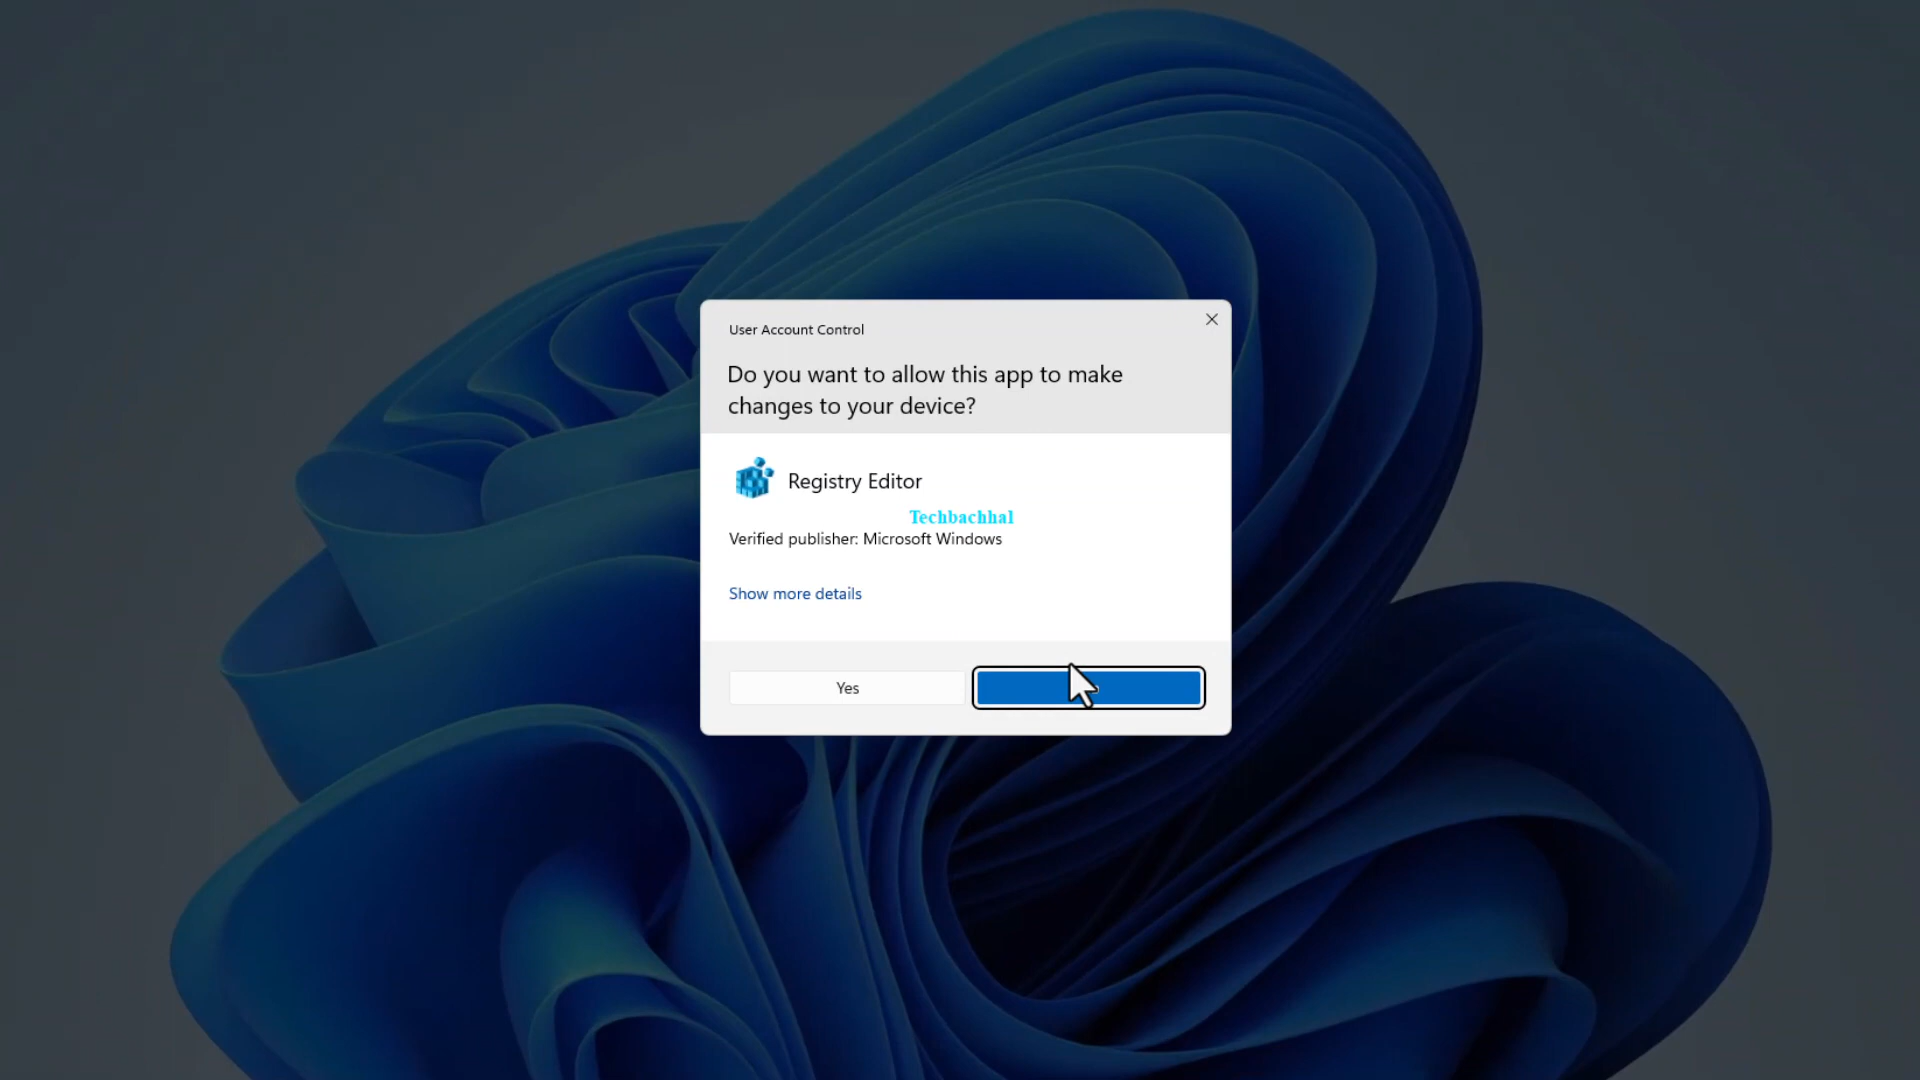 User Account Control
Do you want to allow this app to make
changes to your device?
Registry Editor
Techbachhal
Verified publisher: Microsoft Windows
Show more details
Yes